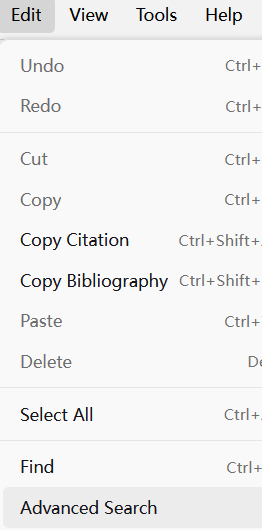 Edit View Tools Help
Undo Ctrl+
Redo Ctrl+
Cut Ctrl+
Copy Ctrl+
Copy Citation Ctrl+Shift+
Copy Bibliography Ctrl+Shift+
Paste Ctrl+
Delete De
Select All Ctrl+
Find Ctrl+
Advanced Search